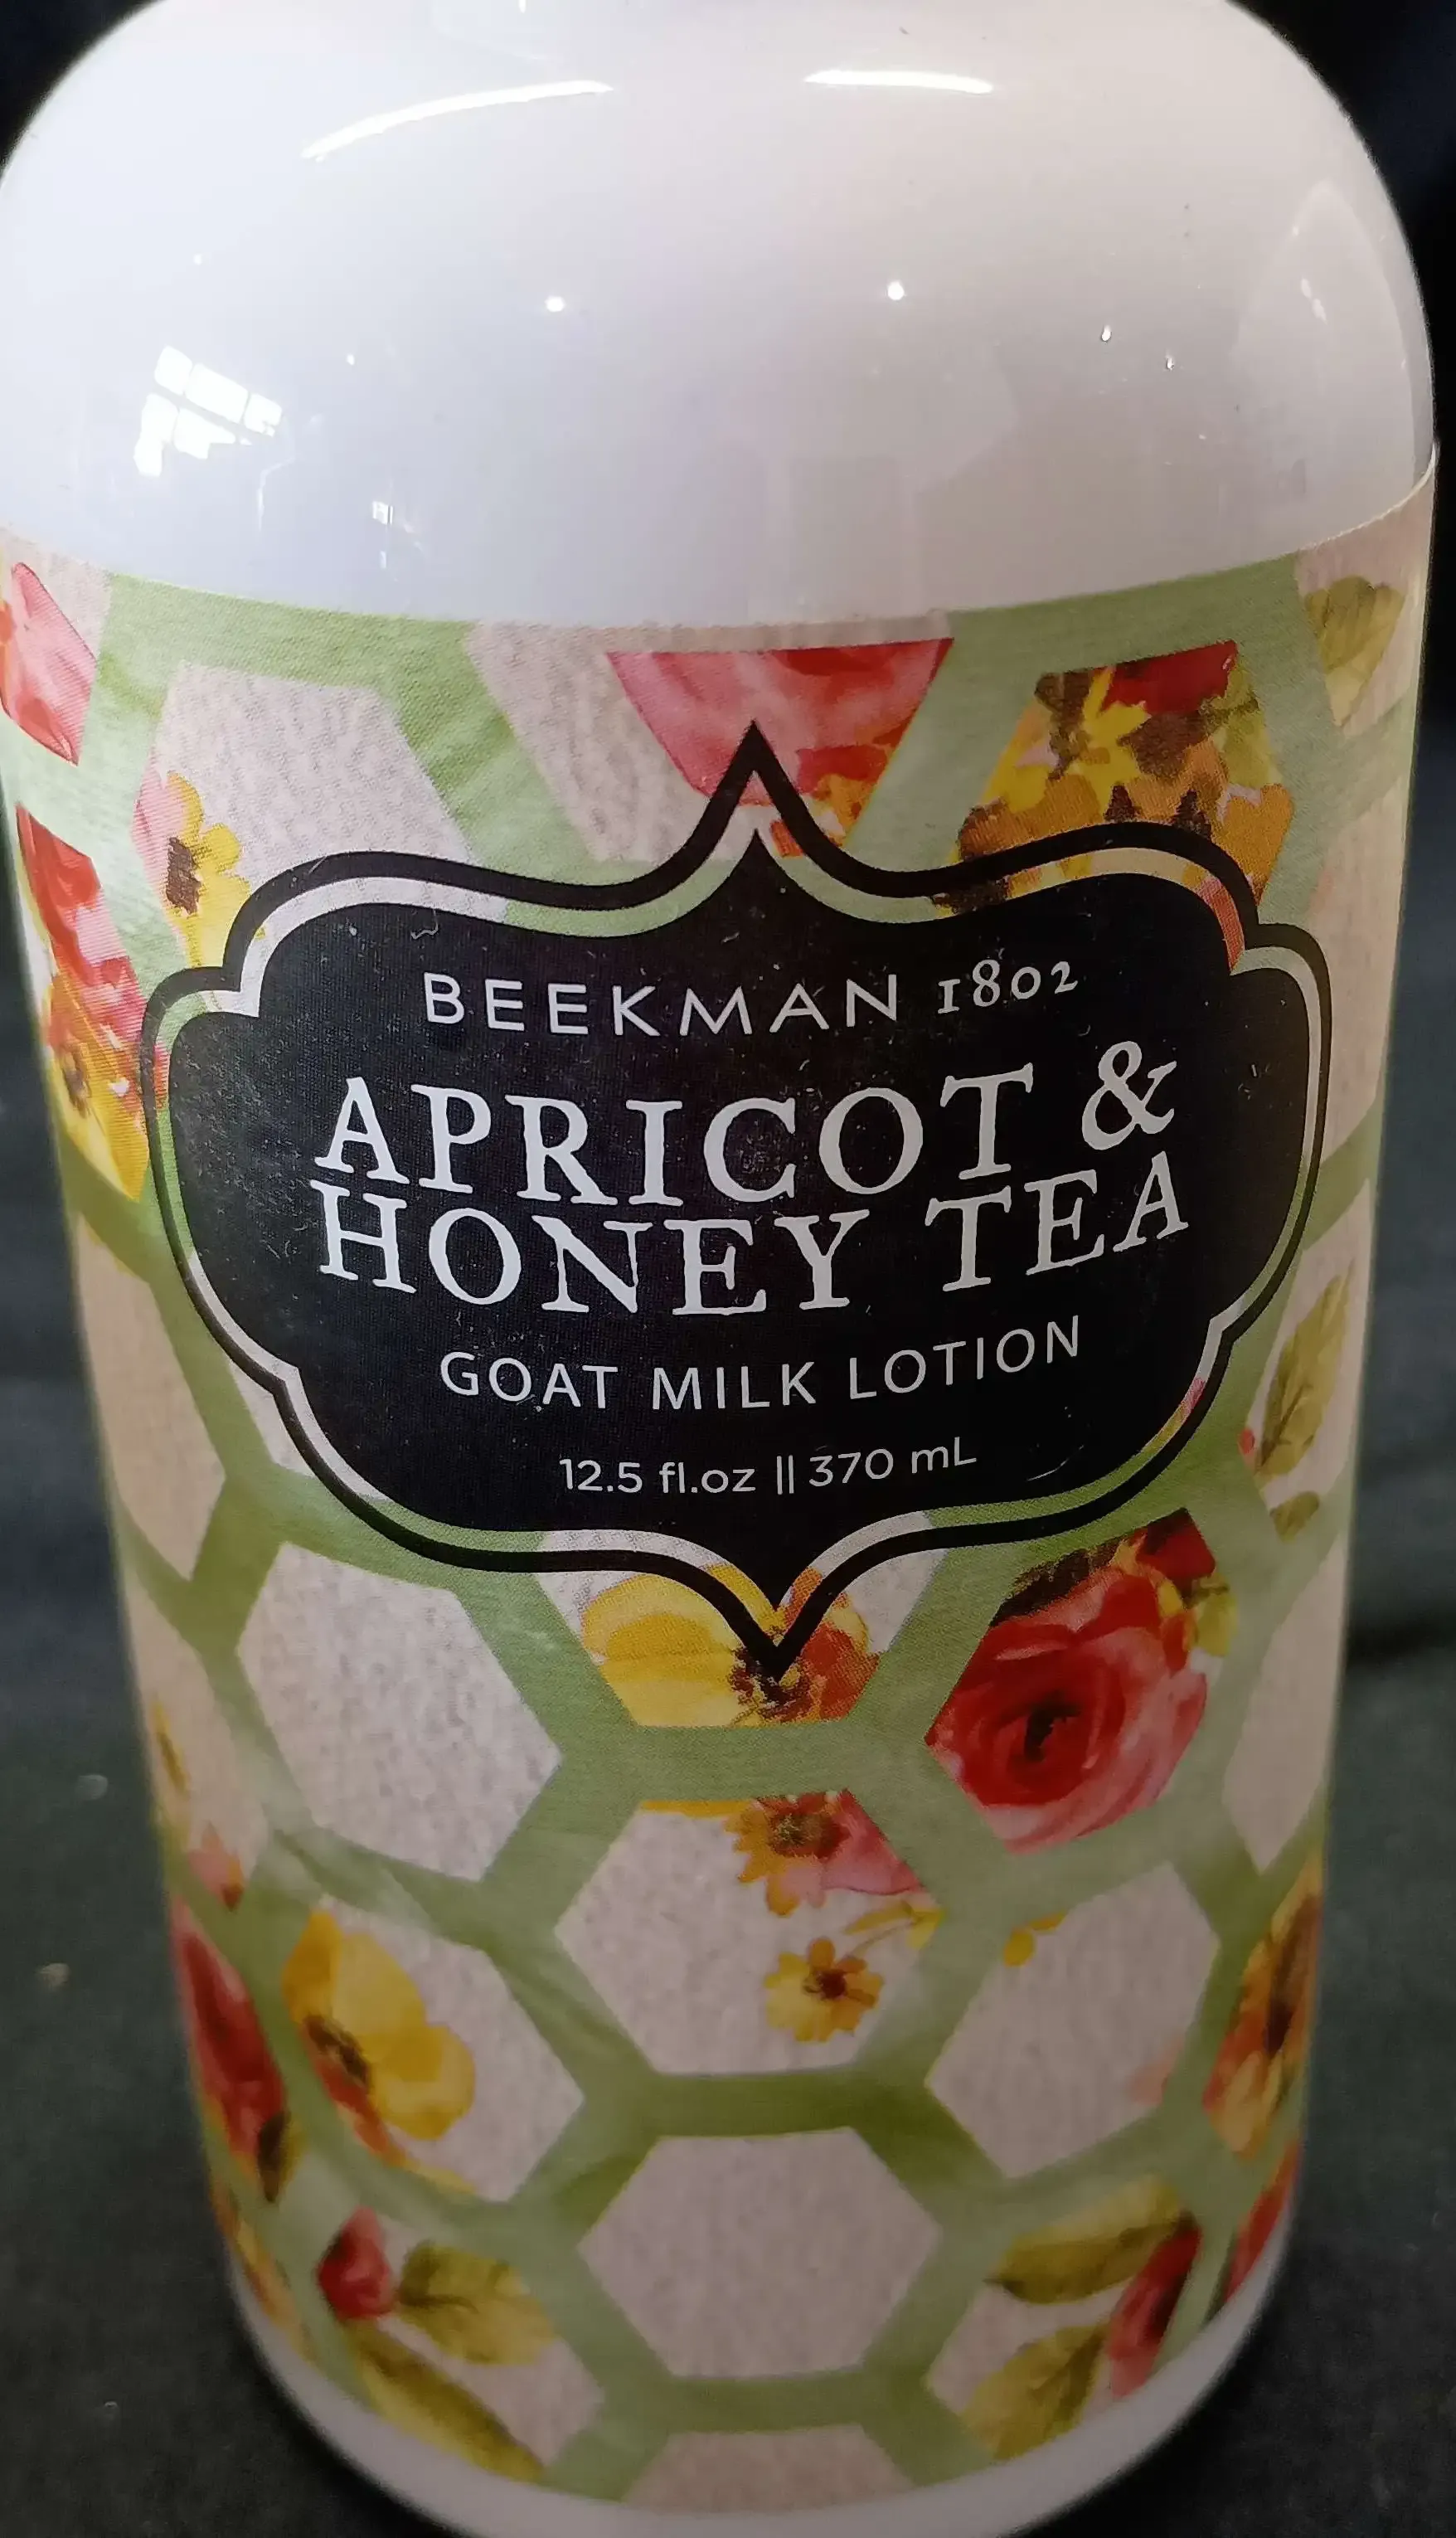 BEEKMAN 1802
APRICOT &
HONEY TEA
GOAT MILK LOTION
12.5 fl.oz || 370 mL